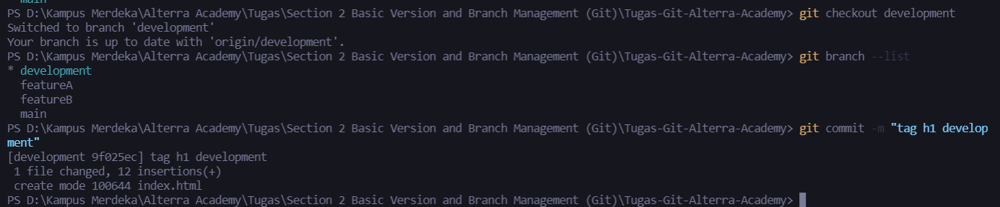 main
PS D:\Kampus Merdeka\Alterra Academy\Tugas\Section 2 Basic Version and Branch Management (Git)\Tugas-Git-Alterra-Academy> git checkout development
Switched to branch 'development'
Your branch is up to date with 'origin/development'.
PS D:\Kampus Merdeka\Alterra Academy\Tugas\Section 2 Basic Version and Branch Management (Git)\Tugas-Git-Alterra-Academy> git branch --list
* development
  featureA
  featureB
  main
PS D:\Kampus Merdeka\Alterra Academy\Tugas\Section 2 Basic Version and Branch Management (Git)\Tugas-Git-Alterra-Academy> git commit -m "tag h1 develop
ment"
[development 9f025ec] tag h1 development
 1 file changed, 12 insertions(+)
 create mode 100644 index.html
PS D:\Kampus Merdeka\Alterra Academy\Tugas\Section 2 Basic Version and Branch Management (Git)\Tugas-Git-Alterra-Academy>